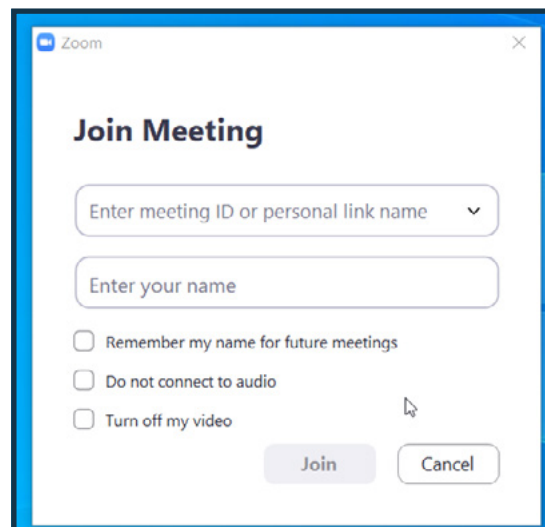 Zoom
Join Meeting
Enter meeting ID or personal link name
Enter your name
Remember my name for future meetings
Do not connect to audio
Turn off my video
Join Cancel